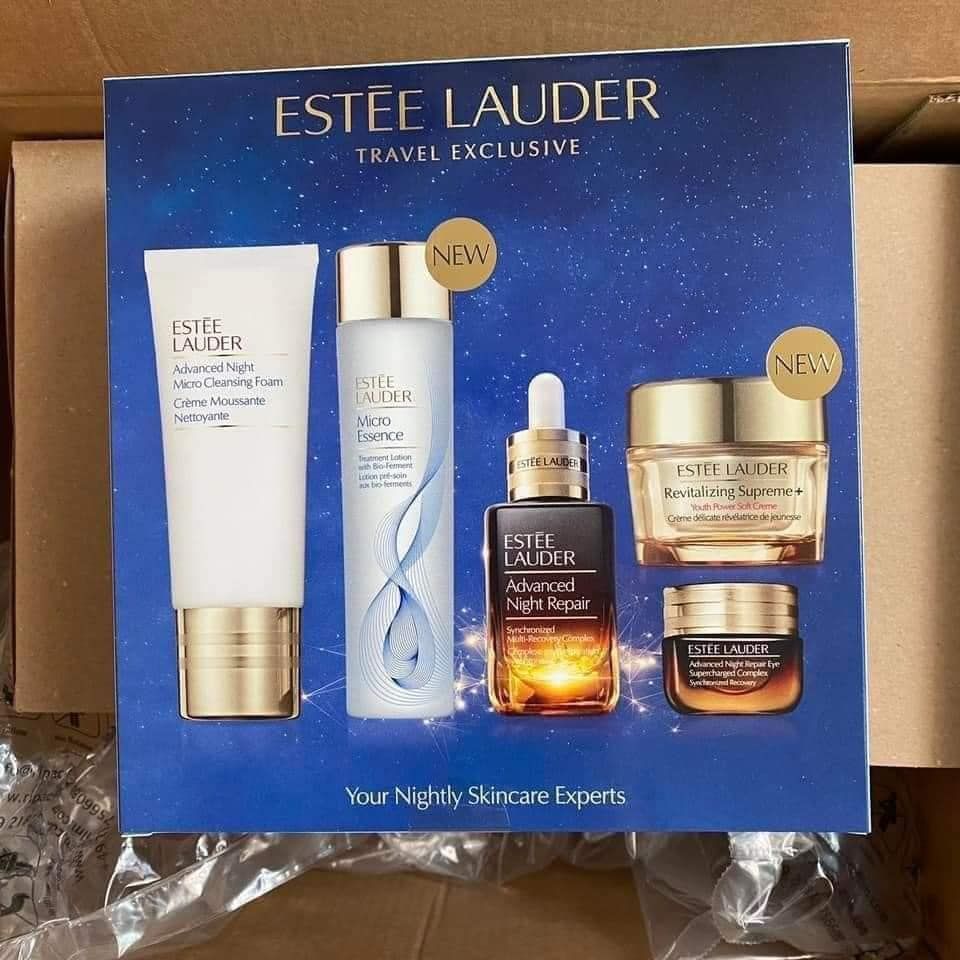 ESTĒE LAUDER
TRAVEL EXCLUSIVE
NEW
NEW
ESTĒE
LAUDER
Advanced Night
Micro Cleansing Foam
Crème Moussante
Nettoyante
ESTĒE
LAUDER
Micro
Essence
Treatment Lotion
with Bio-Ferment
Lotion pré-soin
aux bio-ferments
ESTĒE LAUDER
ESTĒE
LAUDER
Advanced
Night Repair
Synchronized
Multi-Recovery Complex
ESTĒE LAUDER
Revitalizing Supreme+
Youth Power Soft Creme
Crème délicate révélatrice de jeunesse
ESTĒE LAUDER
Advanced Night Repair Eye
Supercharged Complex
Synchronized Recovery
Your Nightly Skincare Experts